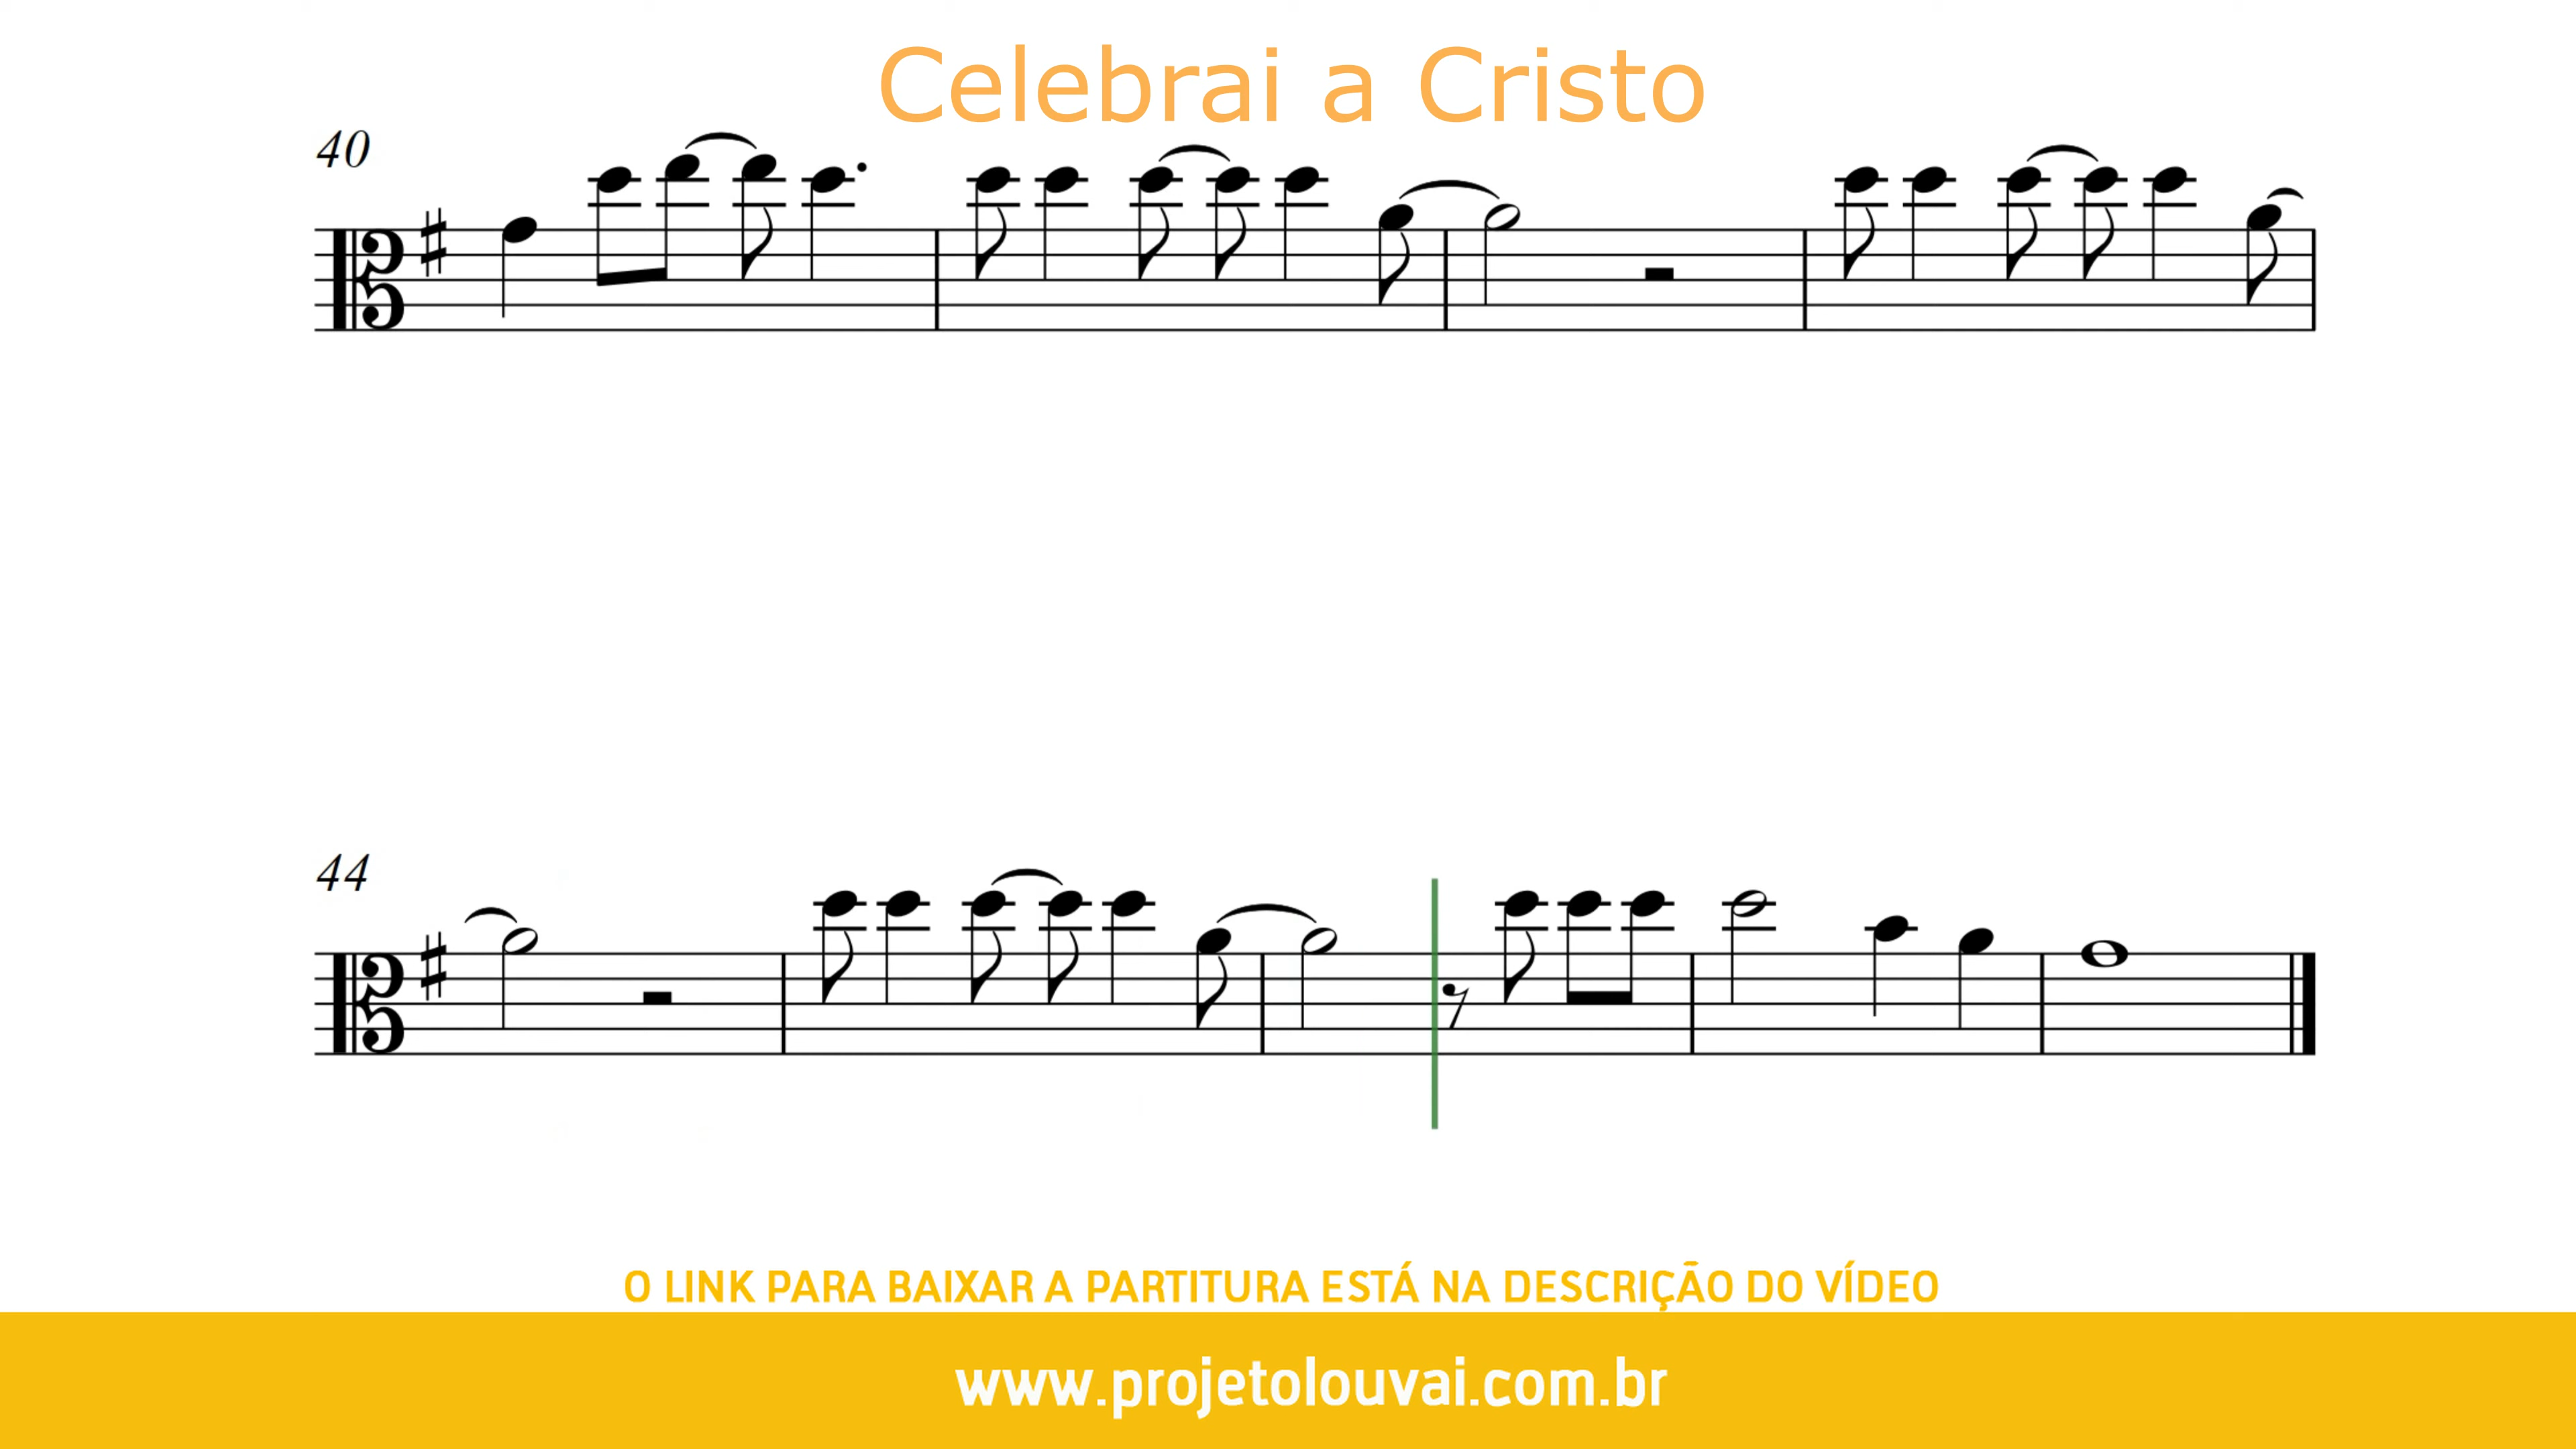 Celebrai a Cristo
40
44
O LINK PARA BAIXAR A PARTITURA ESTÁ NA DESCRIÇÃO DO VÍDEO
www.projetolouvai.com.br